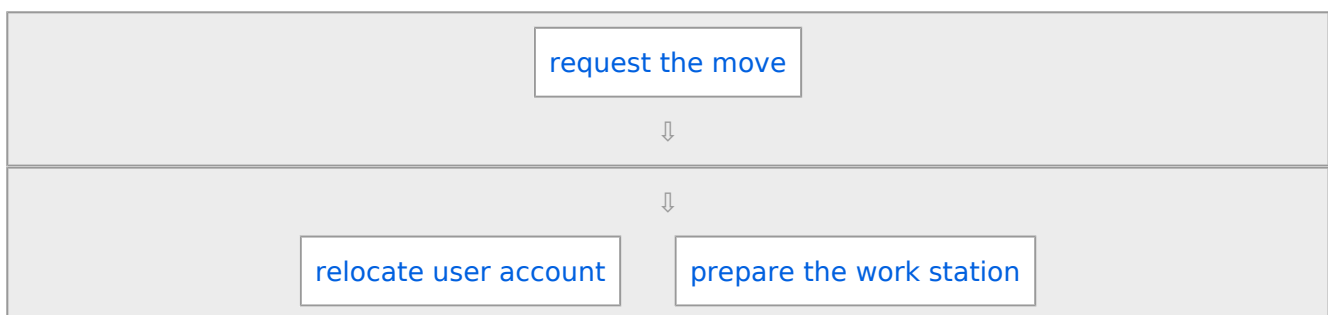 request the move
⇩
⇩
relocate user account prepare the work station